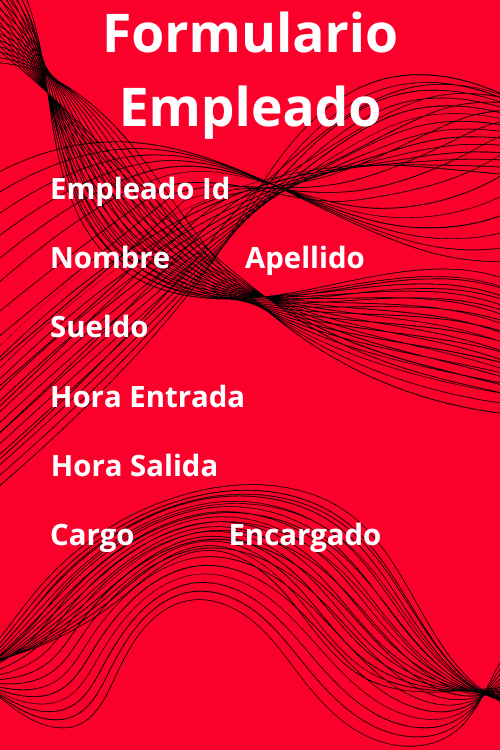 Formulario
Empleado
Empleado Id
Nombre Apellido
Sueldo
Hora Entrada
Hora Salida
Cargo Encargado